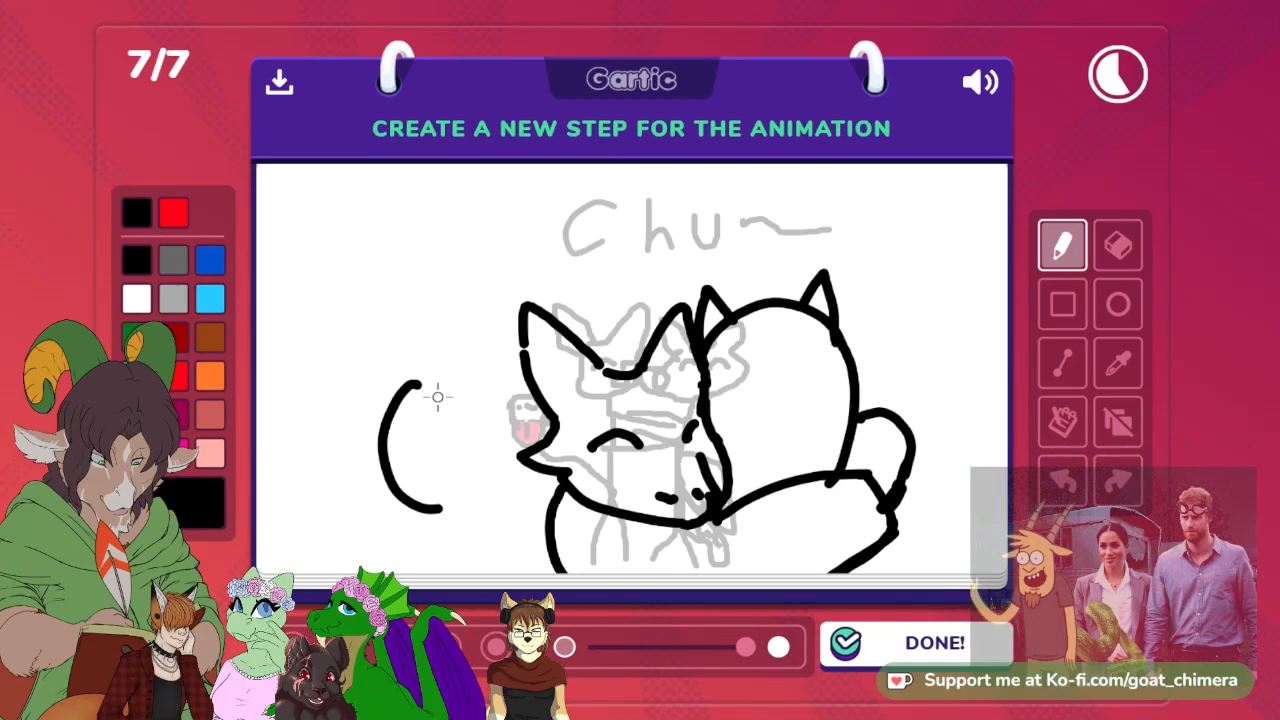 7/7
Gartic
CREATE A NEW STEP FOR THE ANIMATION
Chu~
DONE!
Support me at Ko-fi.com/goat_chimera